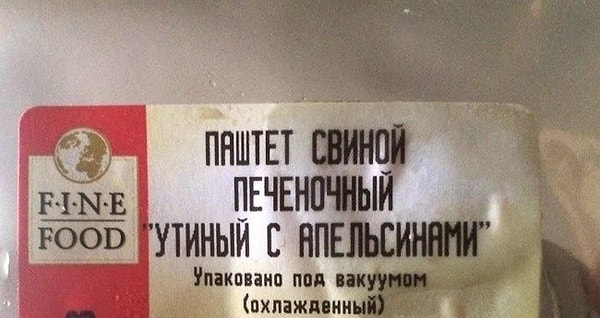 F·I·N·E
FOOD
ПАШТЕТ СВИНОЙ
ПЕЧЕНОЧНЫЙ
"УТИНЫЙ С АПЕЛЬСИНАМИ"
Упаковано под вакуумом
(охлажденный)